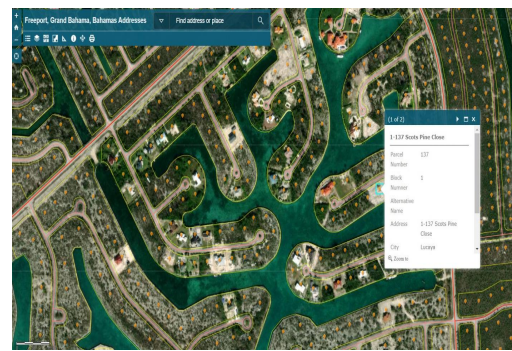 Freeport, Grand Bahama, Bahamas Addresses
Find address or place
(1 of 2)
1-137 Scots Pine Close
Parcel 137
Number
Block 1
Nummer
Alternative
Name
Address 1-137 Scots Pine
Close
City Lucaya
Zoom to